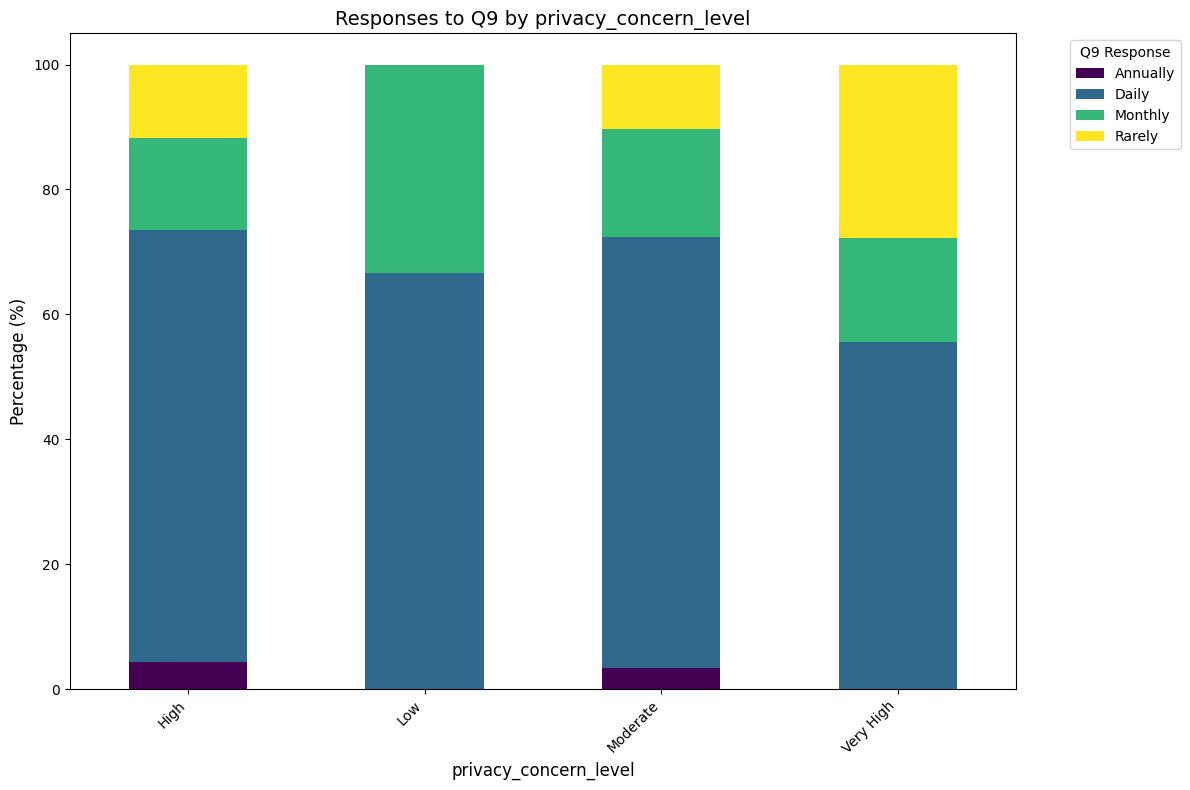 Responses to Q9 by privacy_concern_level
Q9 Response
Annually
Daily
Monthly
Rarely
Percentage (%)
100
80
60
40
20
0
High
Low
Moderate
Very High
privacy_concern_level